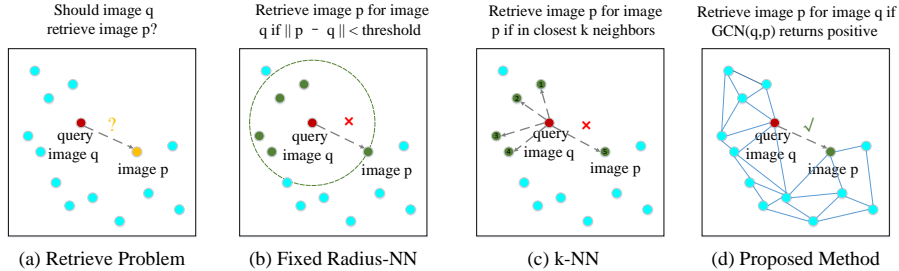 Should image q
retrieve image p?
?
query
image q
image p
(a) Retrieve Problem
Retrieve image p for image
q if || p - q || < threshold
×
query
image q
image p
(b) Fixed Radius-NN
Retrieve image p for image
p if in closest k neighbors
1
2
3
4
5
×
query
image q
image p
(c) k-NN
Retrieve image p for image q if
GCN(q,p) returns positive
✓
query
image q
image p
(d) Proposed Method